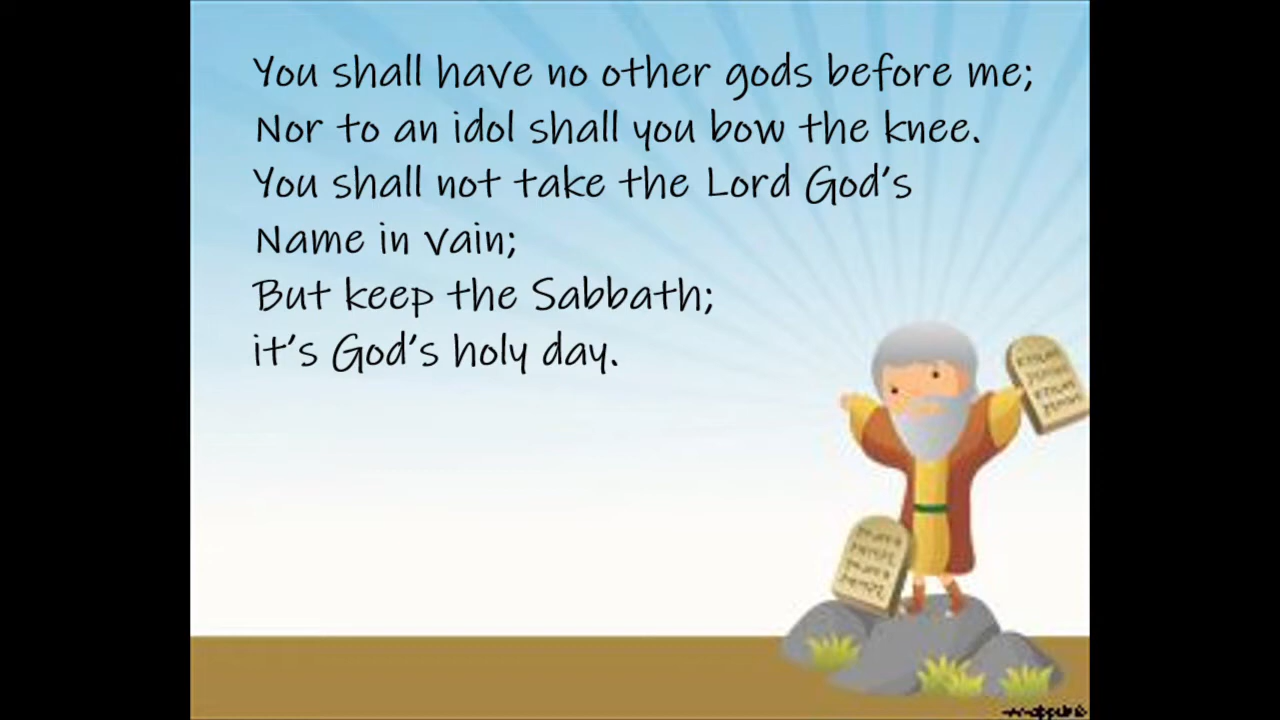 You shall have no other gods before me;
Nor to an idol shall you bow the knee.
You shall not take the Lord God's
Name in vain;
But keep the Sabbath;
it's God's holy day.